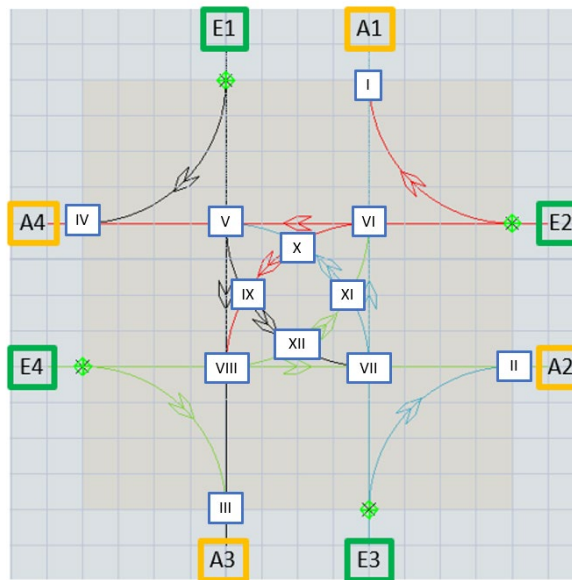 E1 A1
I
A4 IV V VI E2
X
IX XI
XII
E4 VIII VII II A2
III
A3 E3